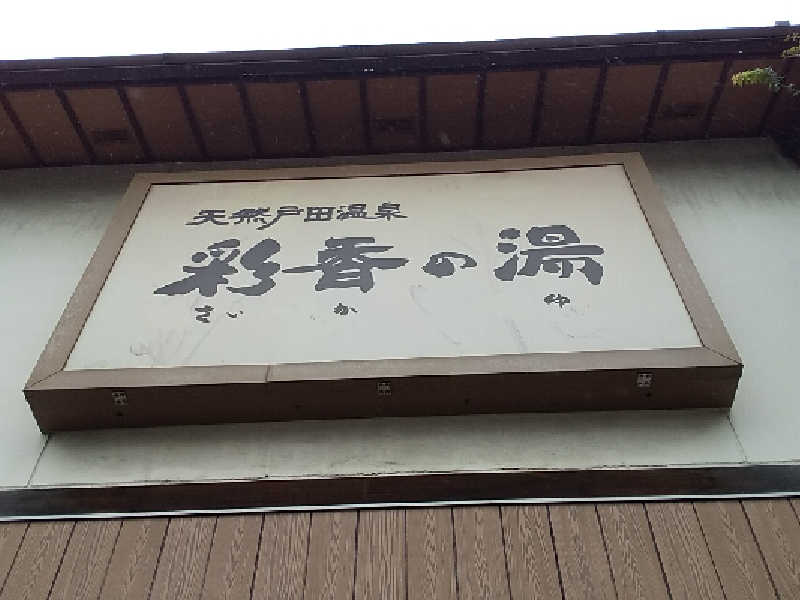 天然戸田温泉
彩香の湯
さい か ゆ